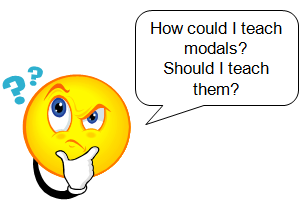 How could I teach
modals?
Should I teach
them?
??